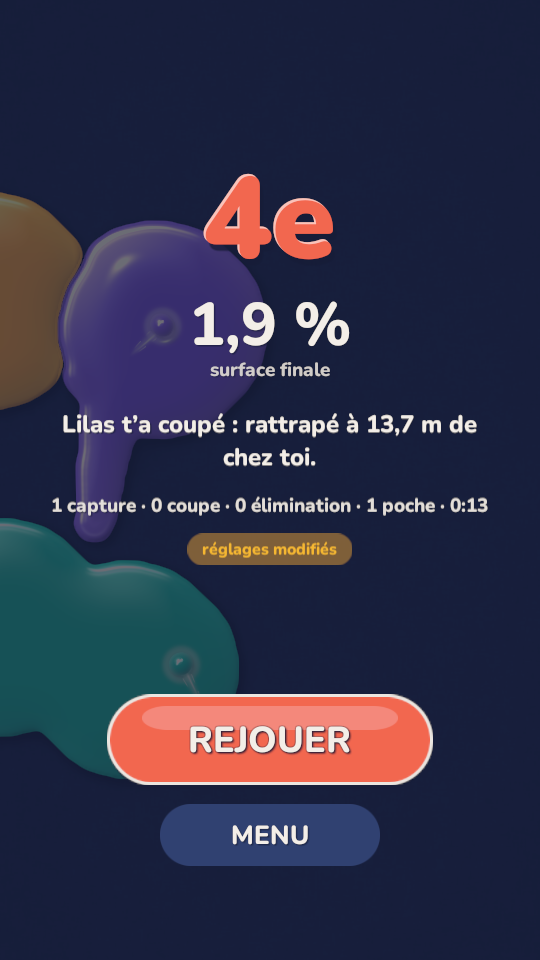 4e
1,9 %
surface finale
Lilas t’a coupé : rattrapé à 13,7 m de
chez toi.
1 capture · 0 coupe · 0 élimination · 1 poche · 0:13
réglages modifiés
REJOUER
MENU